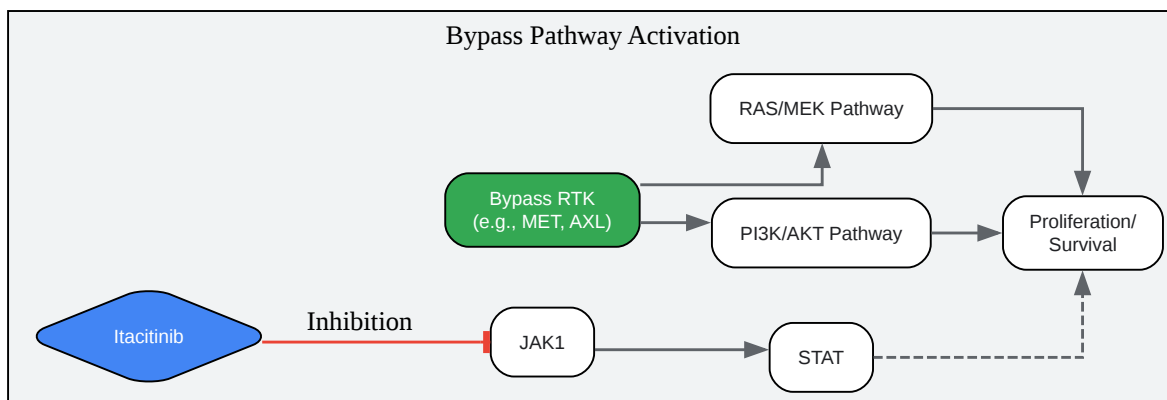 Bypass Pathway Activation
RAS/MEK Pathway
Bypass RTK
(e.g., MET, AXL)
PI3K/AKT Pathway
Proliferation/
Survival
Itacitinib
Inhibition
JAK1
STAT